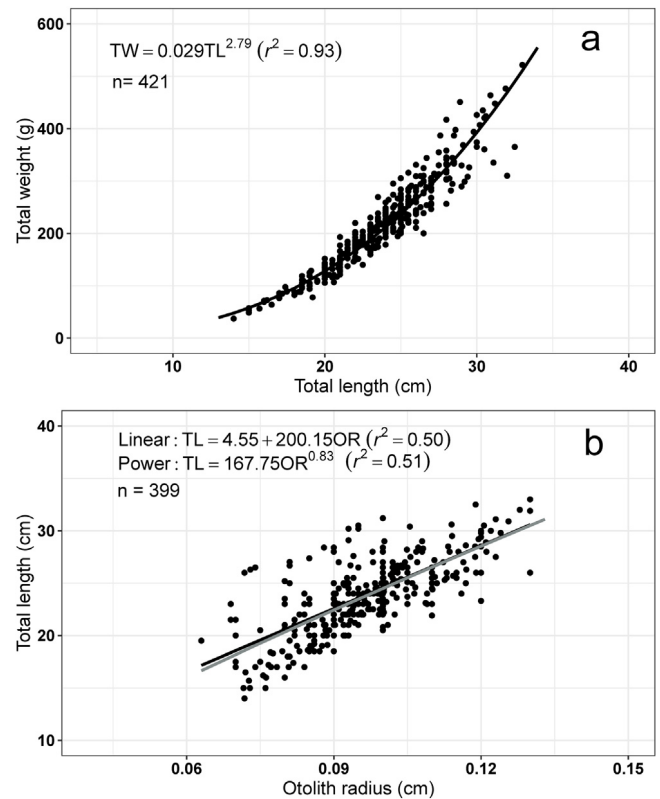 a
TW = 0.029TL^2.79 (r^2 = 0.93)
n= 421
600
400
200
0
Total weight (g)
10 20 30 40
Total length (cm)
b
Linear : TL = 4.55 + 200.15OR (r^2 = 0.50)
Power : TL = 167.75OR^0.83 (r^2 = 0.51)
n = 399
40
30
20
10
Total length (cm)
0.06 0.09 0.12 0.15
Otolith radius (cm)